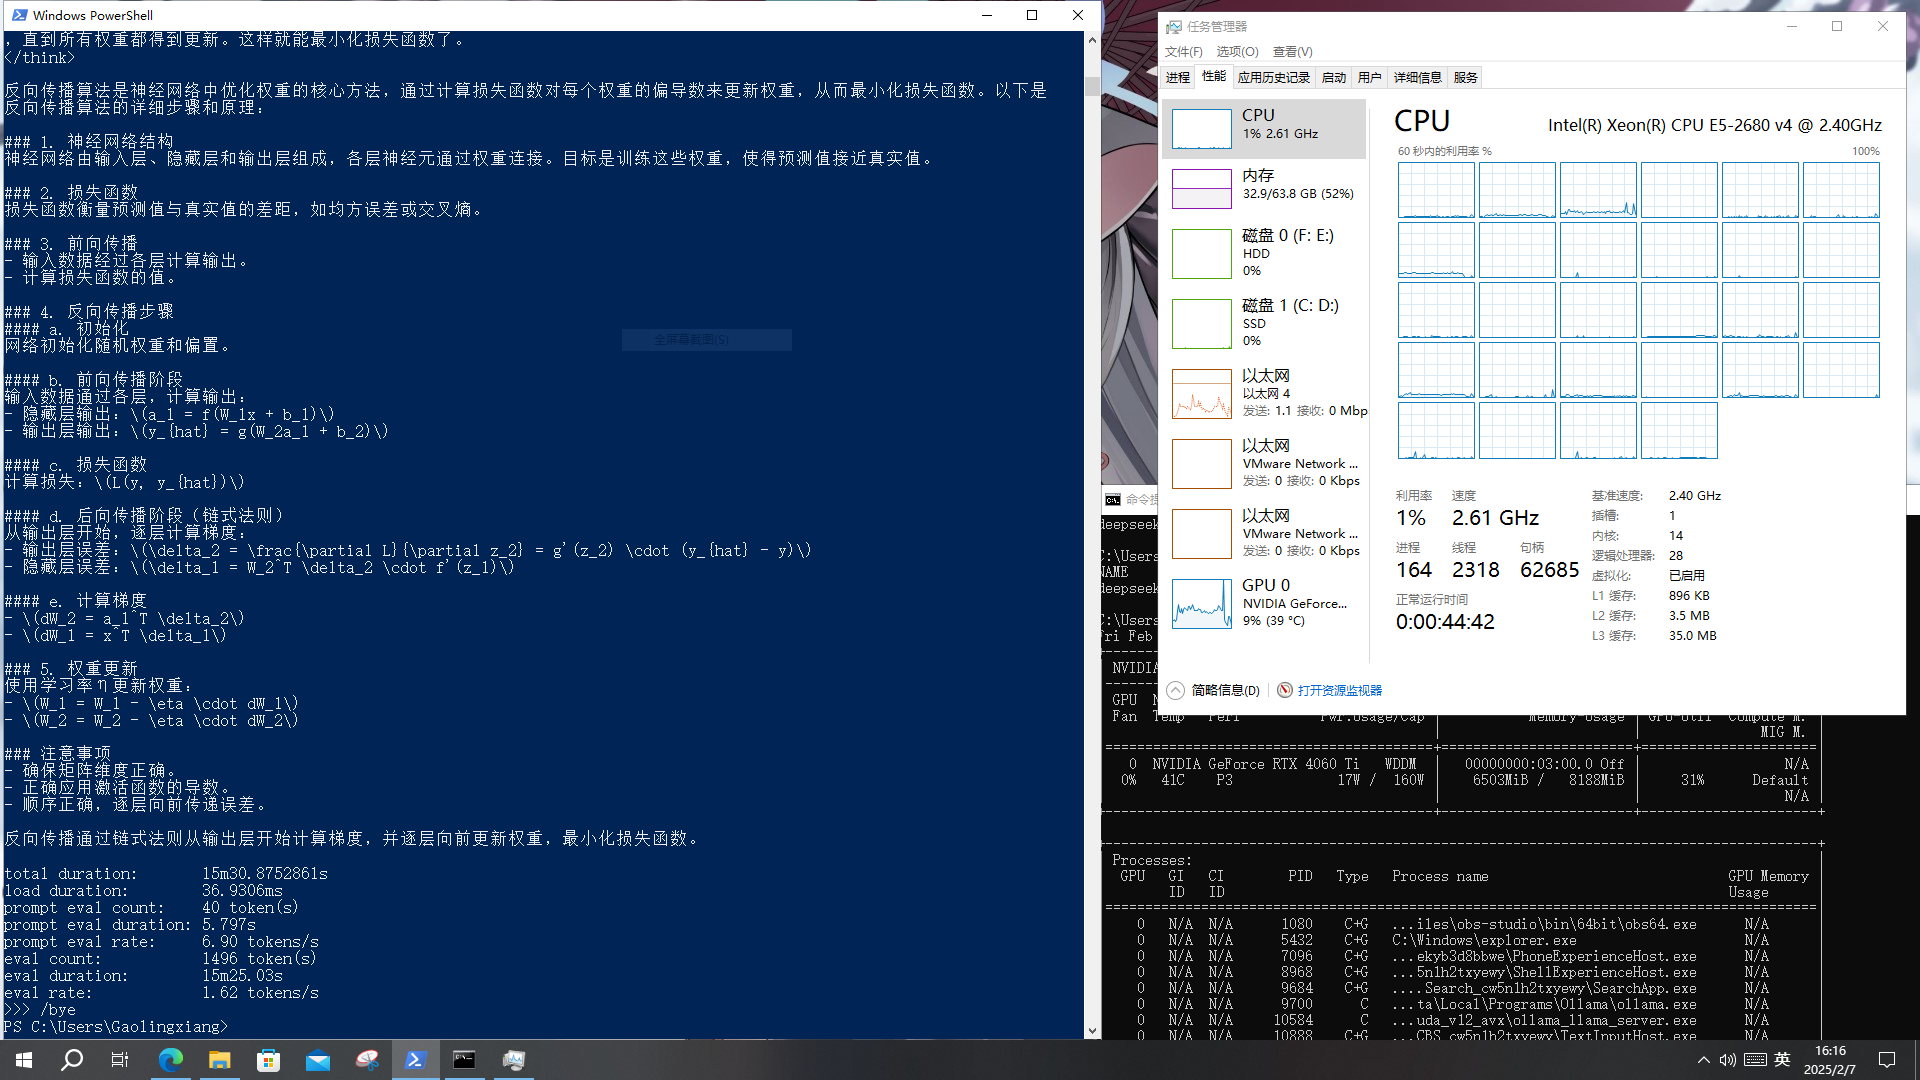 Windows PowerShell
，直到所有权重都得到更新。这样就能最小化损失函数了。
</think>
反向传播算法是神经网络中优化权重的核心方法，通过计算损失函数对每个权重的偏导数来更新权重，从而最小化损失函数。以下是
反向传播算法的详细步骤和原理：
### 1. 神经网络结构
神经网络由输入层、隐藏层和输出层组成，各层神经元通过权重连接。目标是训练这些权重，使得预测值接近真实值。
### 2. 损失函数
损失函数衡量预测值与真实值的差距，如均方误差或交叉熵。
### 3. 前向传播
- 输入数据经过各层计算输出。
- 计算损失函数的值。
### 4. 反向传播步骤
#### a. 初始化
网络初始化随机权重和偏置。
全屏幕截图(S)
#### b. 前向传播阶段
输入数据通过各层，计算输出：
- 隐藏层输出：\(a_1 = f(W_1x + b_1)\)
- 输出层输出：\(y_{hat} = g(W_2a_1 + b_2)\)
#### c. 损失函数
计算损失：\(L(y, y_{hat})\)
#### d. 后向传播阶段（链式法则）
从输出层开始，逐层计算梯度：
- 输出层误差：\(\delta_2 = \frac{\partial L}{\partial z_2} = g'(z_2) \cdot (y_{hat} - y)\)
- 隐藏层误差：\(\delta_1 = W_2^T \delta_2 \cdot f'(z_1)\)
#### e. 计算梯度
- \(dW_2 = a_1^T \delta_2\)
- \(dW_1 = x^T \delta_1\)
### 5. 权重更新
使用学习率η更新权重：
- \(W_1 = W_1 - \eta \cdot dW_1\)
- \(W_2 = W_2 - \eta \cdot dW_2\)
### 注意事项
- 确保矩阵维度正确。
- 正确应用激活函数的导数。
- 顺序正确，逐层向前传递误差。
反向传播通过链式法则从输出层开始计算梯度，并逐层向前更新权重，最小化损失函数。
total duration: 15m30.8752861s
load duration: 36.9306ms
prompt eval count: 40 token(s)
prompt eval duration: 5.797s
prompt eval rate: 6.90 tokens/s
eval count: 1496 token(s)
eval duration: 15m25.03s
eval rate: 1.62 tokens/s
>>> /bye
PS C:\Users\Gaolingxiang>
任务管理器
文件(F) 选项(O) 查看(V)
进程 性能 应用历史记录 启动 用户 详细信息 服务
CPU
1% 2.61 GHz
内存
32.9/63.8 GB (52%)
磁盘 0 (F: E:)
HDD
0%
磁盘 1 (C: D:)
SSD
0%
以太网
以太网 4
发送: 1.1 接收: 0 Mbp
以太网
VMware Network ...
发送: 0 接收: 0 Kbps
以太网
VMware Network ...
发送: 0 接收: 0 Kbps
GPU 0
NVIDIA GeForce...
9% (39 °C)
CPU Intel(R) Xeon(R) CPU E5-2680 v4 @ 2.40GHz
60 秒内的利用率 % 100%
利用率 速度
1% 2.61 GHz
进程 线程 句柄
164 2318 62685
正常运行时间
0:00:44:42
基准速度: 2.40 GHz
插槽: 1
内核: 14
逻辑处理器: 28
虚拟化: 已启用
L1 缓存: 896 KB
L2 缓存: 3.5 MB
L3 缓存: 35.0 MB
简略信息(D) 打开资源监视器
命令提
deepseek
C:\Users
NAME
deepseek
C:\Users
Fri Feb
NVIDIA
GPU N
Fan Temp Perf Pwr:Usage/Cap Memory-Usage GPU-Util Compute M.
MIG M.
0 NVIDIA GeForce RTX 4060 Ti WDDM 00000000:03:00.0 Off N/A
0% 41C P3 17W / 160W 6503MiB / 8188MiB 31% Default
N/A
Processes:
GPU GI CI PID Type Process name GPU Memory
ID ID Usage
0 N/A N/A 1080 C+G ...iles\obs-studio\bin\64bit\obs64.exe N/A
0 N/A N/A 5432 C+G C:\Windows\explorer.exe N/A
0 N/A N/A 7096 C+G ...ekyb3d8bbwe\PhoneExperienceHost.exe N/A
0 N/A N/A 8968 C+G ...5n1h2txyewy\ShellExperienceHost.exe N/A
0 N/A N/A 9684 C+G ....Search_cw5n1h2txyewy\SearchApp.exe N/A
0 N/A N/A 9700 C ...ta\Local\Programs\Ollama\ollama.exe N/A
0 N/A N/A 10584 C ...uda_v12_avx\ollama_llama_server.exe N/A
0 N/A N/A 10888 C+G ...CBS_cw5n1h2txyewy\TextInputHost.exe N/A
英
16:16
2025/2/7